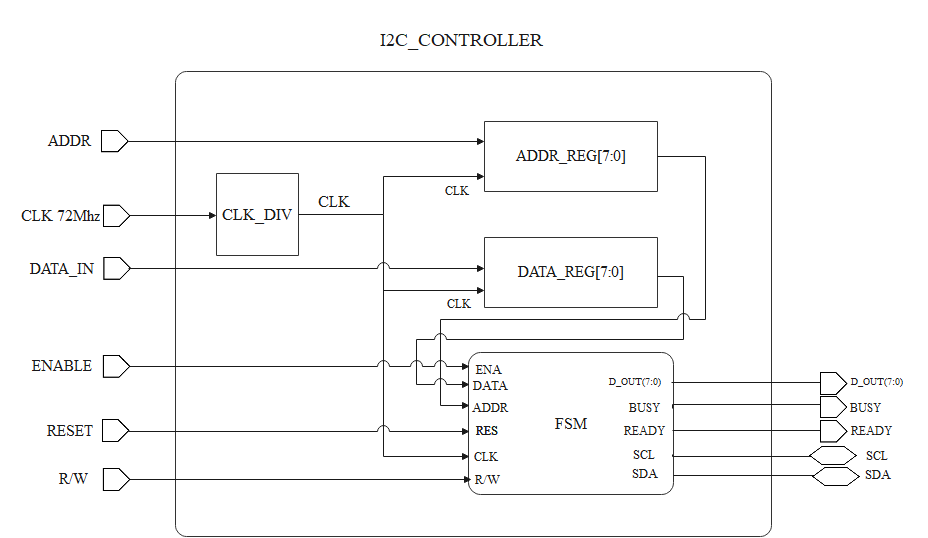 I2C_CONTROLLER
ADDR
ADDR_REG[7:0]
CLK
CLK 72Mhz
CLK_DIV
CLK
DATA_IN
DATA_REG[7:0]
CLK
ENABLE
RESET
R/W
ENA
DATA
ADDR
RES
CLK
R/W
FSM
D_OUT(7:0)
BUSY
READY
SCL
SDA
D_OUT(7:0)
BUSY
READY
SCL
SDA